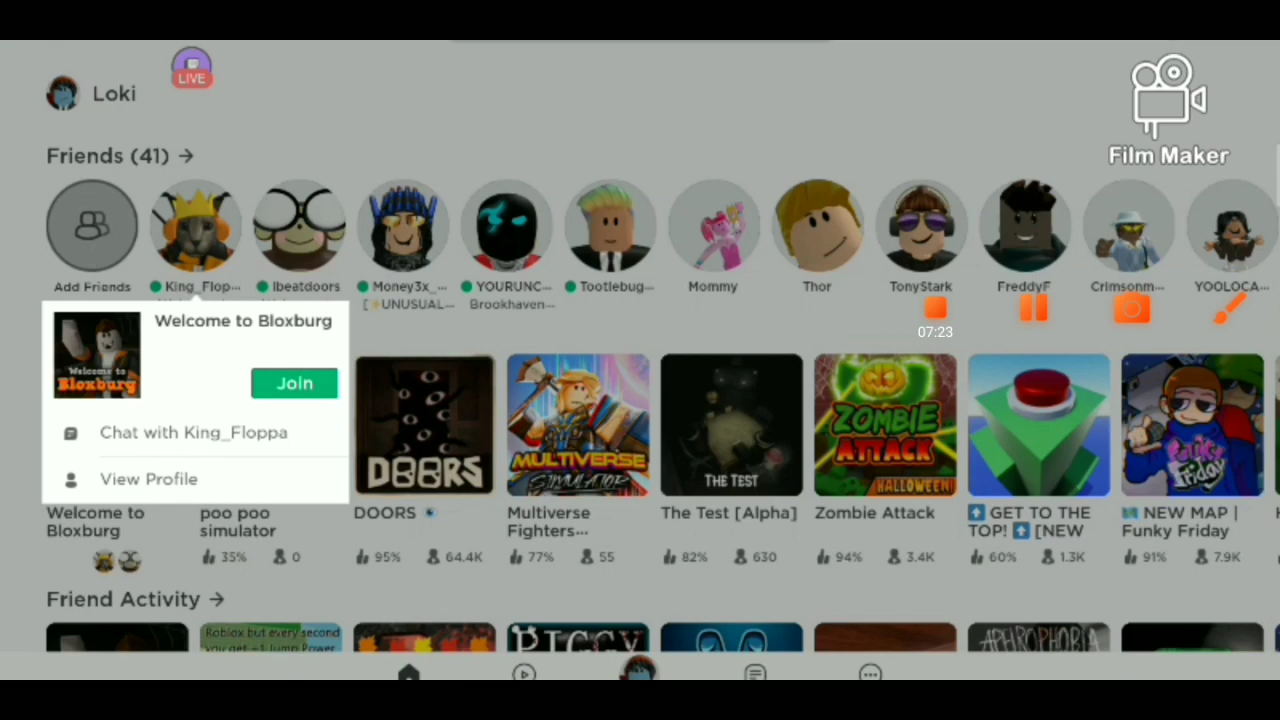 LIVE
Loki
Film Maker
Friends (41) →
Add Friends
King_Flop...
Ibeatdoors
Money3x_...
YOURUNC...
Tootlebug...
Mommy
Thor
TonyStark
FreddyF
Crimsonm...
YOOLOCA...
[☀UNUSUAL...
Brookhaven...
07:23
Welcome to Bloxburg
Welcome to
Bloxburg
Join
Chat with King_Floppa
View Profile
DOORS
MULTIVERSE
SIMULATOR
THE TEST
ZOMBIE
ATTACK
HALLOWEEN!
Friday
Welcome to
Bloxburg
poo poo
simulator
DOORS
Multiverse
Fighters...
The Test [Alpha]
Zombie Attack
GET TO THE
TOP! [NEW
NEW MAP |
Funky Friday
35%
0
95%
64.4K
77%
55
82%
630
94%
3.4K
60%
1.3K
91%
7.9K
Friend Activity →
Roblox but every second
you get +1 Jump Power
PIGGY
APHROPHOBIA